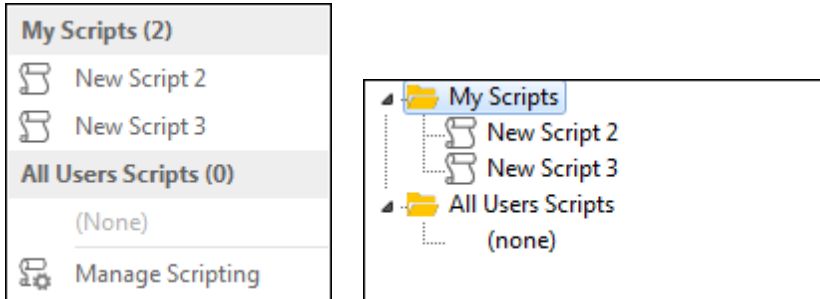 My Scripts (2)
New Script 2
New Script 3
All Users Scripts (0)
(None)
Manage Scripting
My Scripts
New Script 2
New Script 3
All Users Scripts
(none)